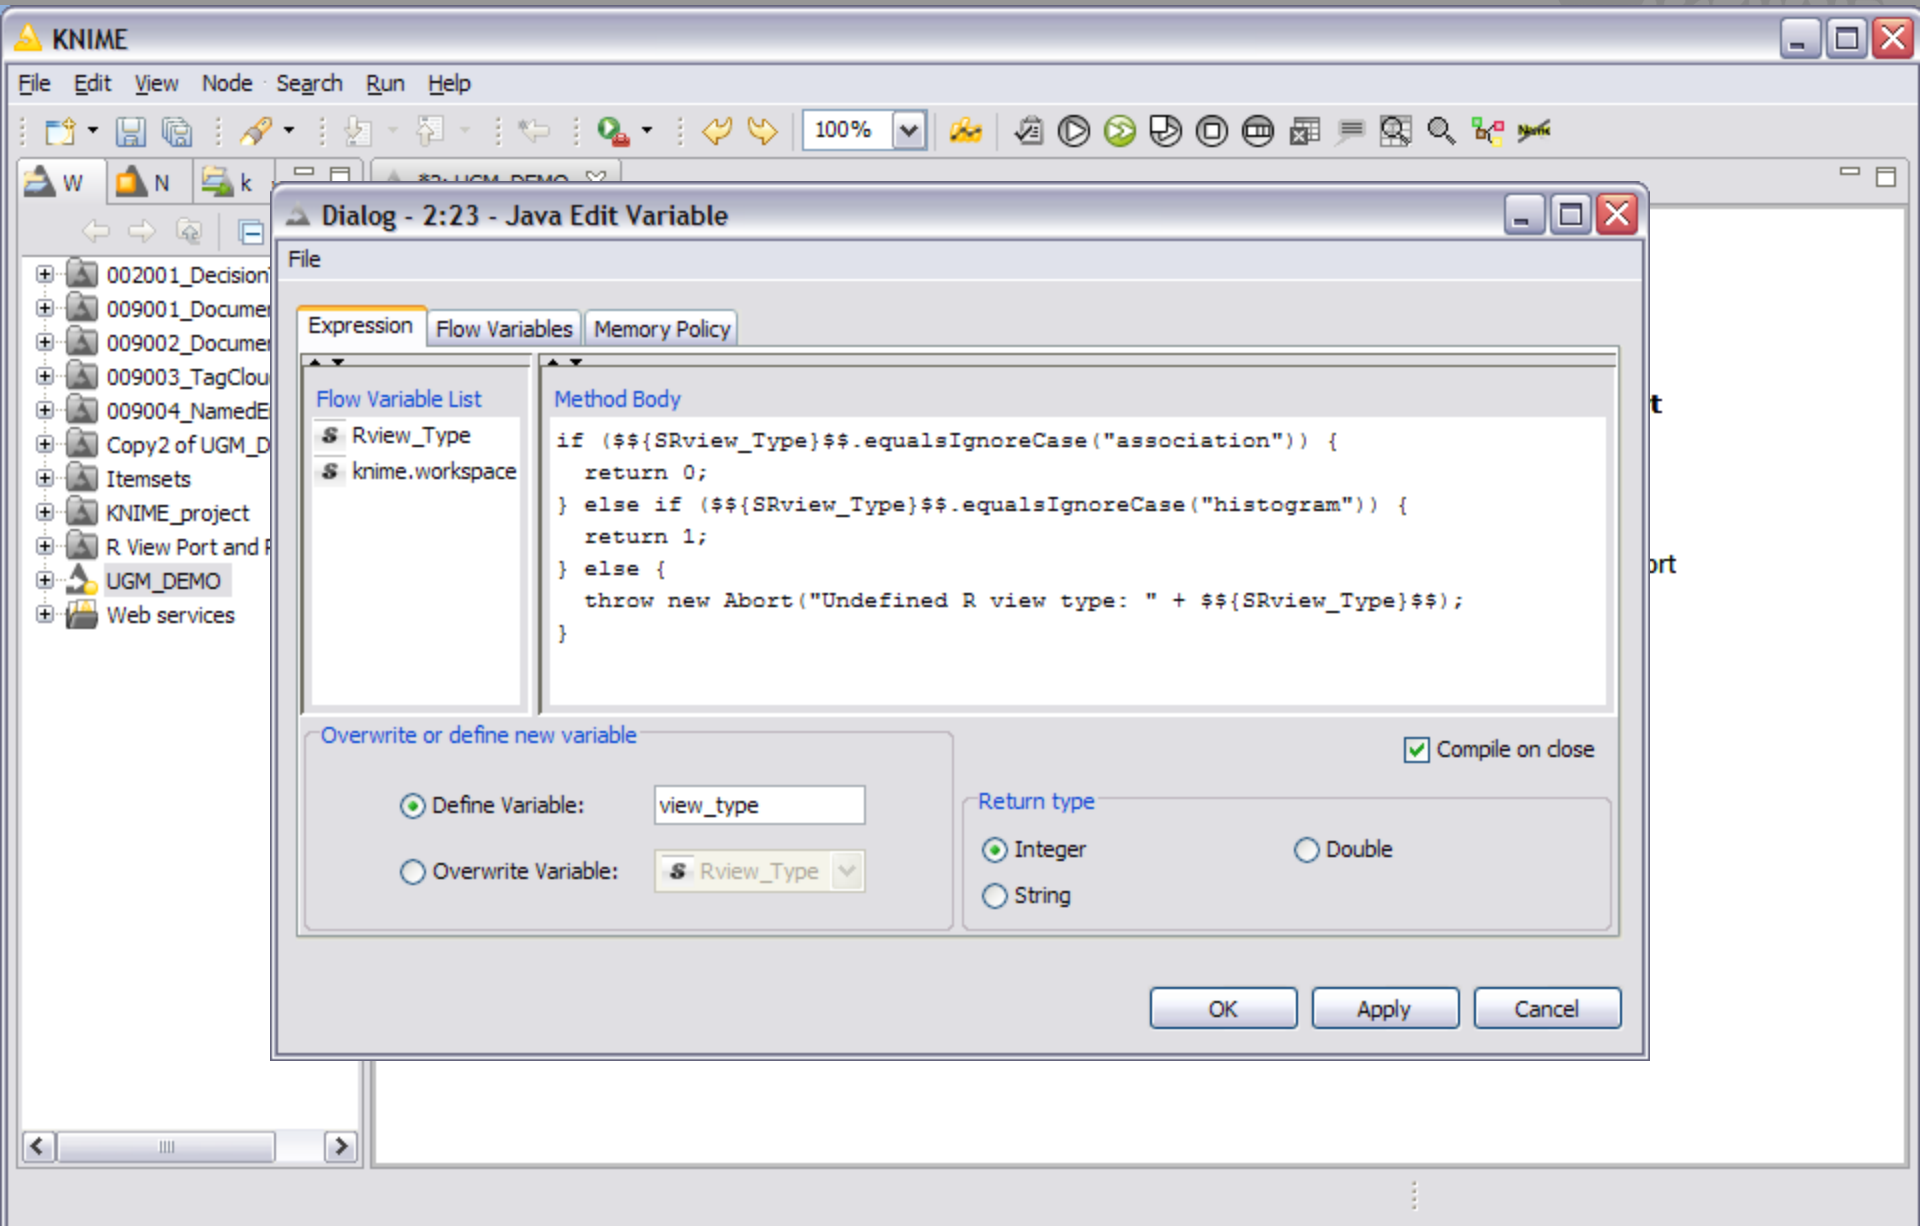 KNIME
File Edit View Node Search Run Help
100%
W N k
*2: UGM_DEMO
Dialog - 2:23 - Java Edit Variable
File
002001_Decision
009001_Docume
009002_Docume
009003_TagClou
009004_NamedE
Copy2 of UGM_D
Itemsets
KNIME_project
R View Port and
UGM_DEMO
Web services
Expression Flow Variables Memory Policy
Flow Variable List
Rview_Type
knime.workspace
Method Body
if ($${SRview_Type}$$.equalsIgnoreCase("association")) {
return 0;
} else if ($${SRview_Type}$$.equalsIgnoreCase("histogram")) {
return 1;
} else {
throw new Abort("Undefined R view type: " + $${SRview_Type}$$);
}
Overwrite or define new variable
Define Variable: view_type
Overwrite Variable: S Rview_Type
Compile on close
Return type
Integer Double
String
OK Apply Cancel
t
ort